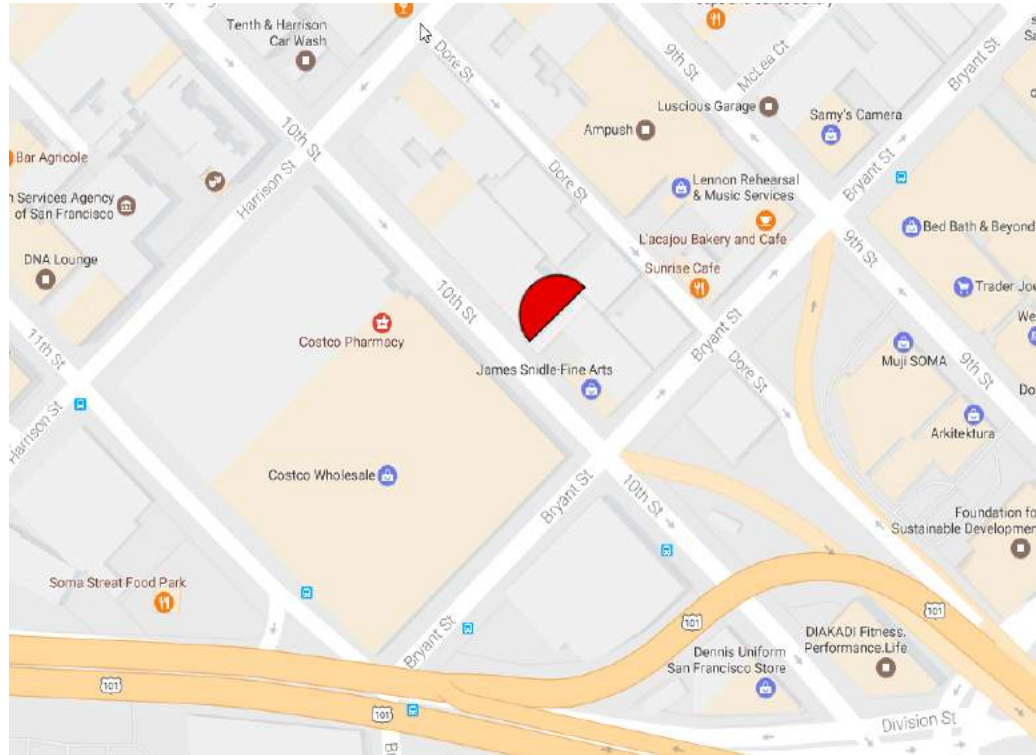 Tenth & Harrison
Car Wash
Dore St
9th St
McLea Ct
Bryant St
Luscious Garage
Samy's Camera
Ampush
10th St
Bar Agricole
Harrison St
Services Agency
of San Francisco
DNA Lounge
Dore St
Lennon Rehearsal
& Music Services
Bryant St
L'acajou Bakery and Cafe
Bed Bath & Beyond
9th St
Sunrise Cafe
Trader Joe
10th St
Costco Pharmacy
11th St
Bryant St
James Snidle-Fine Arts
Dore St
Muji SOMA
9th St
Harrison St
Arkitektura
Costco Wholesale
Bryant St
10th St
Foundation fo
Sustainable Developmen
Soma Streat Food Park
101
101
Bryant St
DIAKADI Fitness.
Performance.Life
Dennis Uniform
San Francisco Store
101
101
Division St